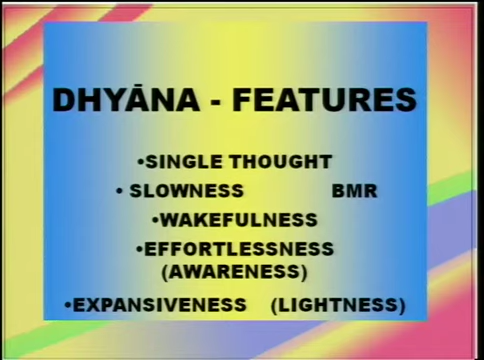 DHYĀNA - FEATURES
•SINGLE THOUGHT
• SLOWNESS BMR
•WAKEFULNESS
•EFFORTLESSNESS
(AWARENESS)
•EXPANSIVENESS (LIGHTNESS)